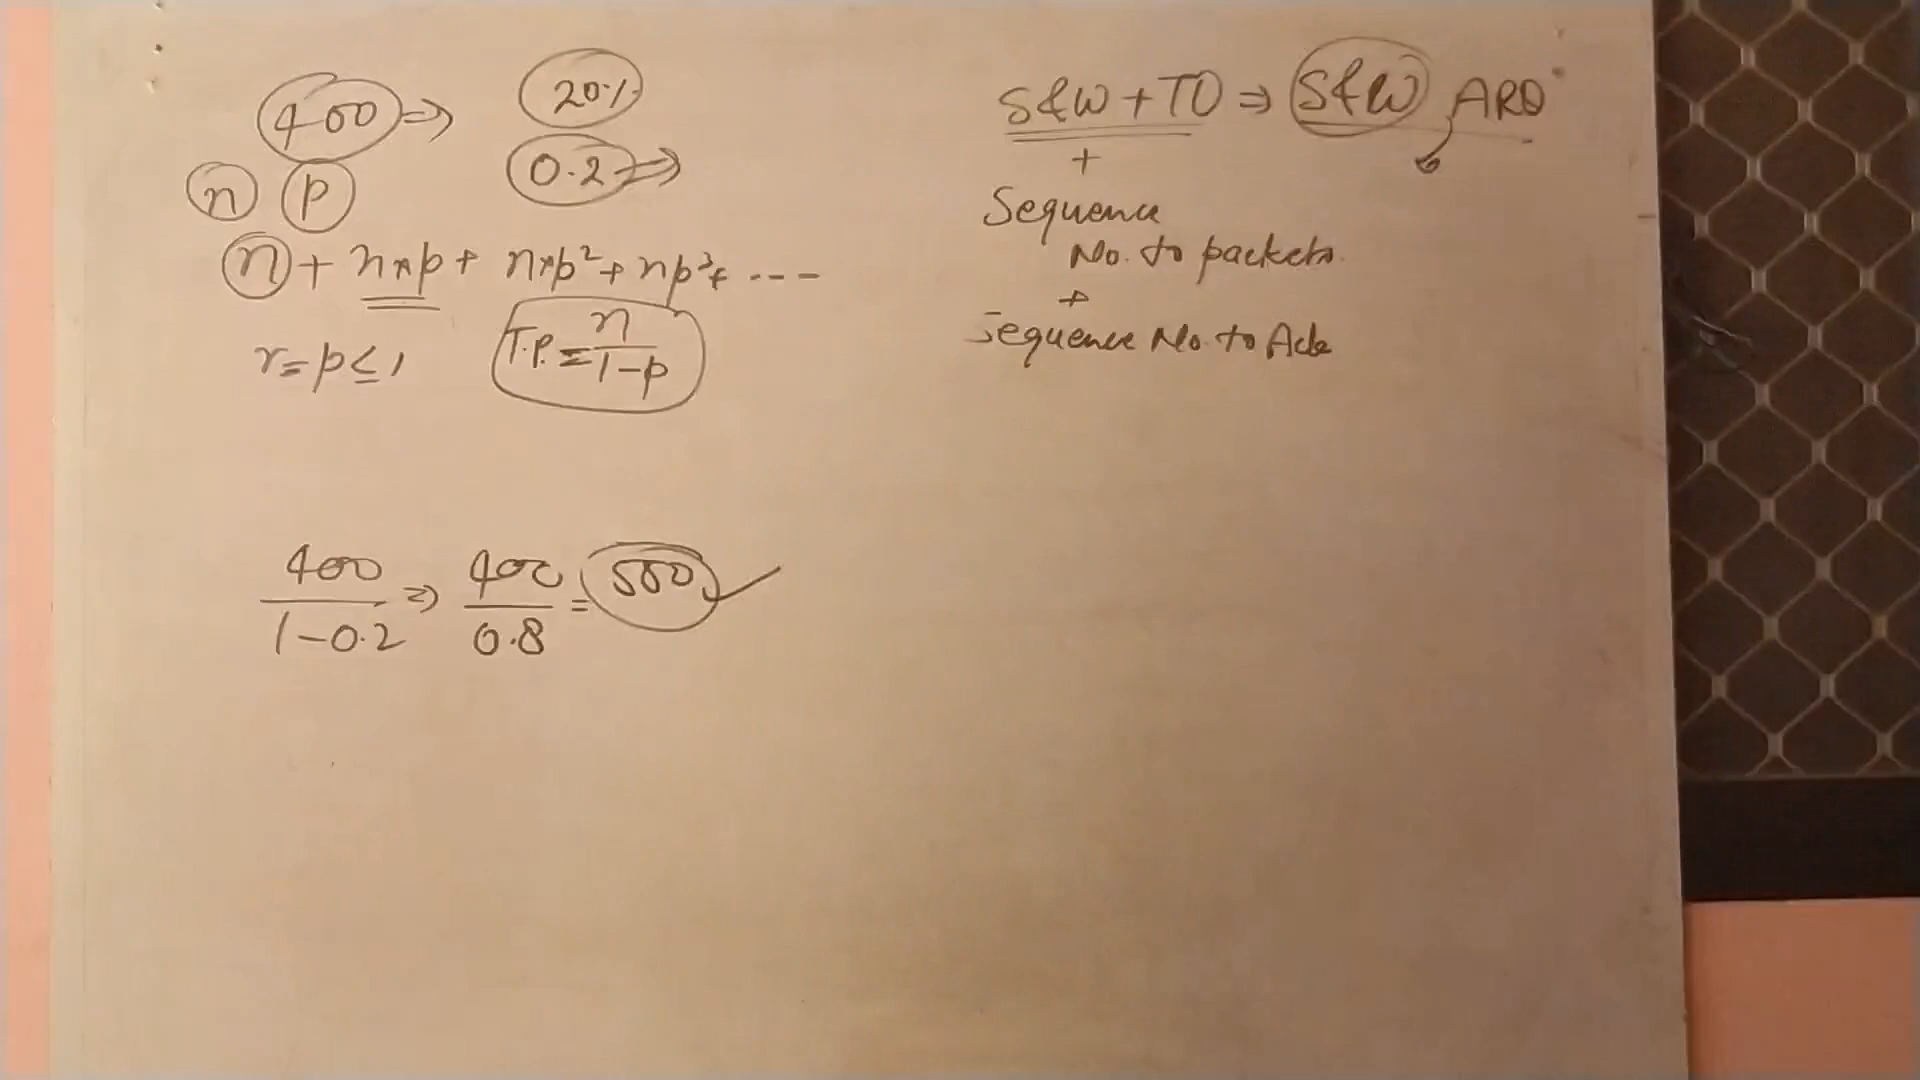 400 ⇒ 20%
0.2 ⇒
n p
n + n*p + n*p² + np³+ ---
r = p ≤ 1 T.P. = n/1-p
400/1-0.2 ⇒ 400/0.8 = 500 ✓
S&W + TO ⇒ S&W ARQ
+
Sequence
No. to packets.
+
Sequence No. to Ack